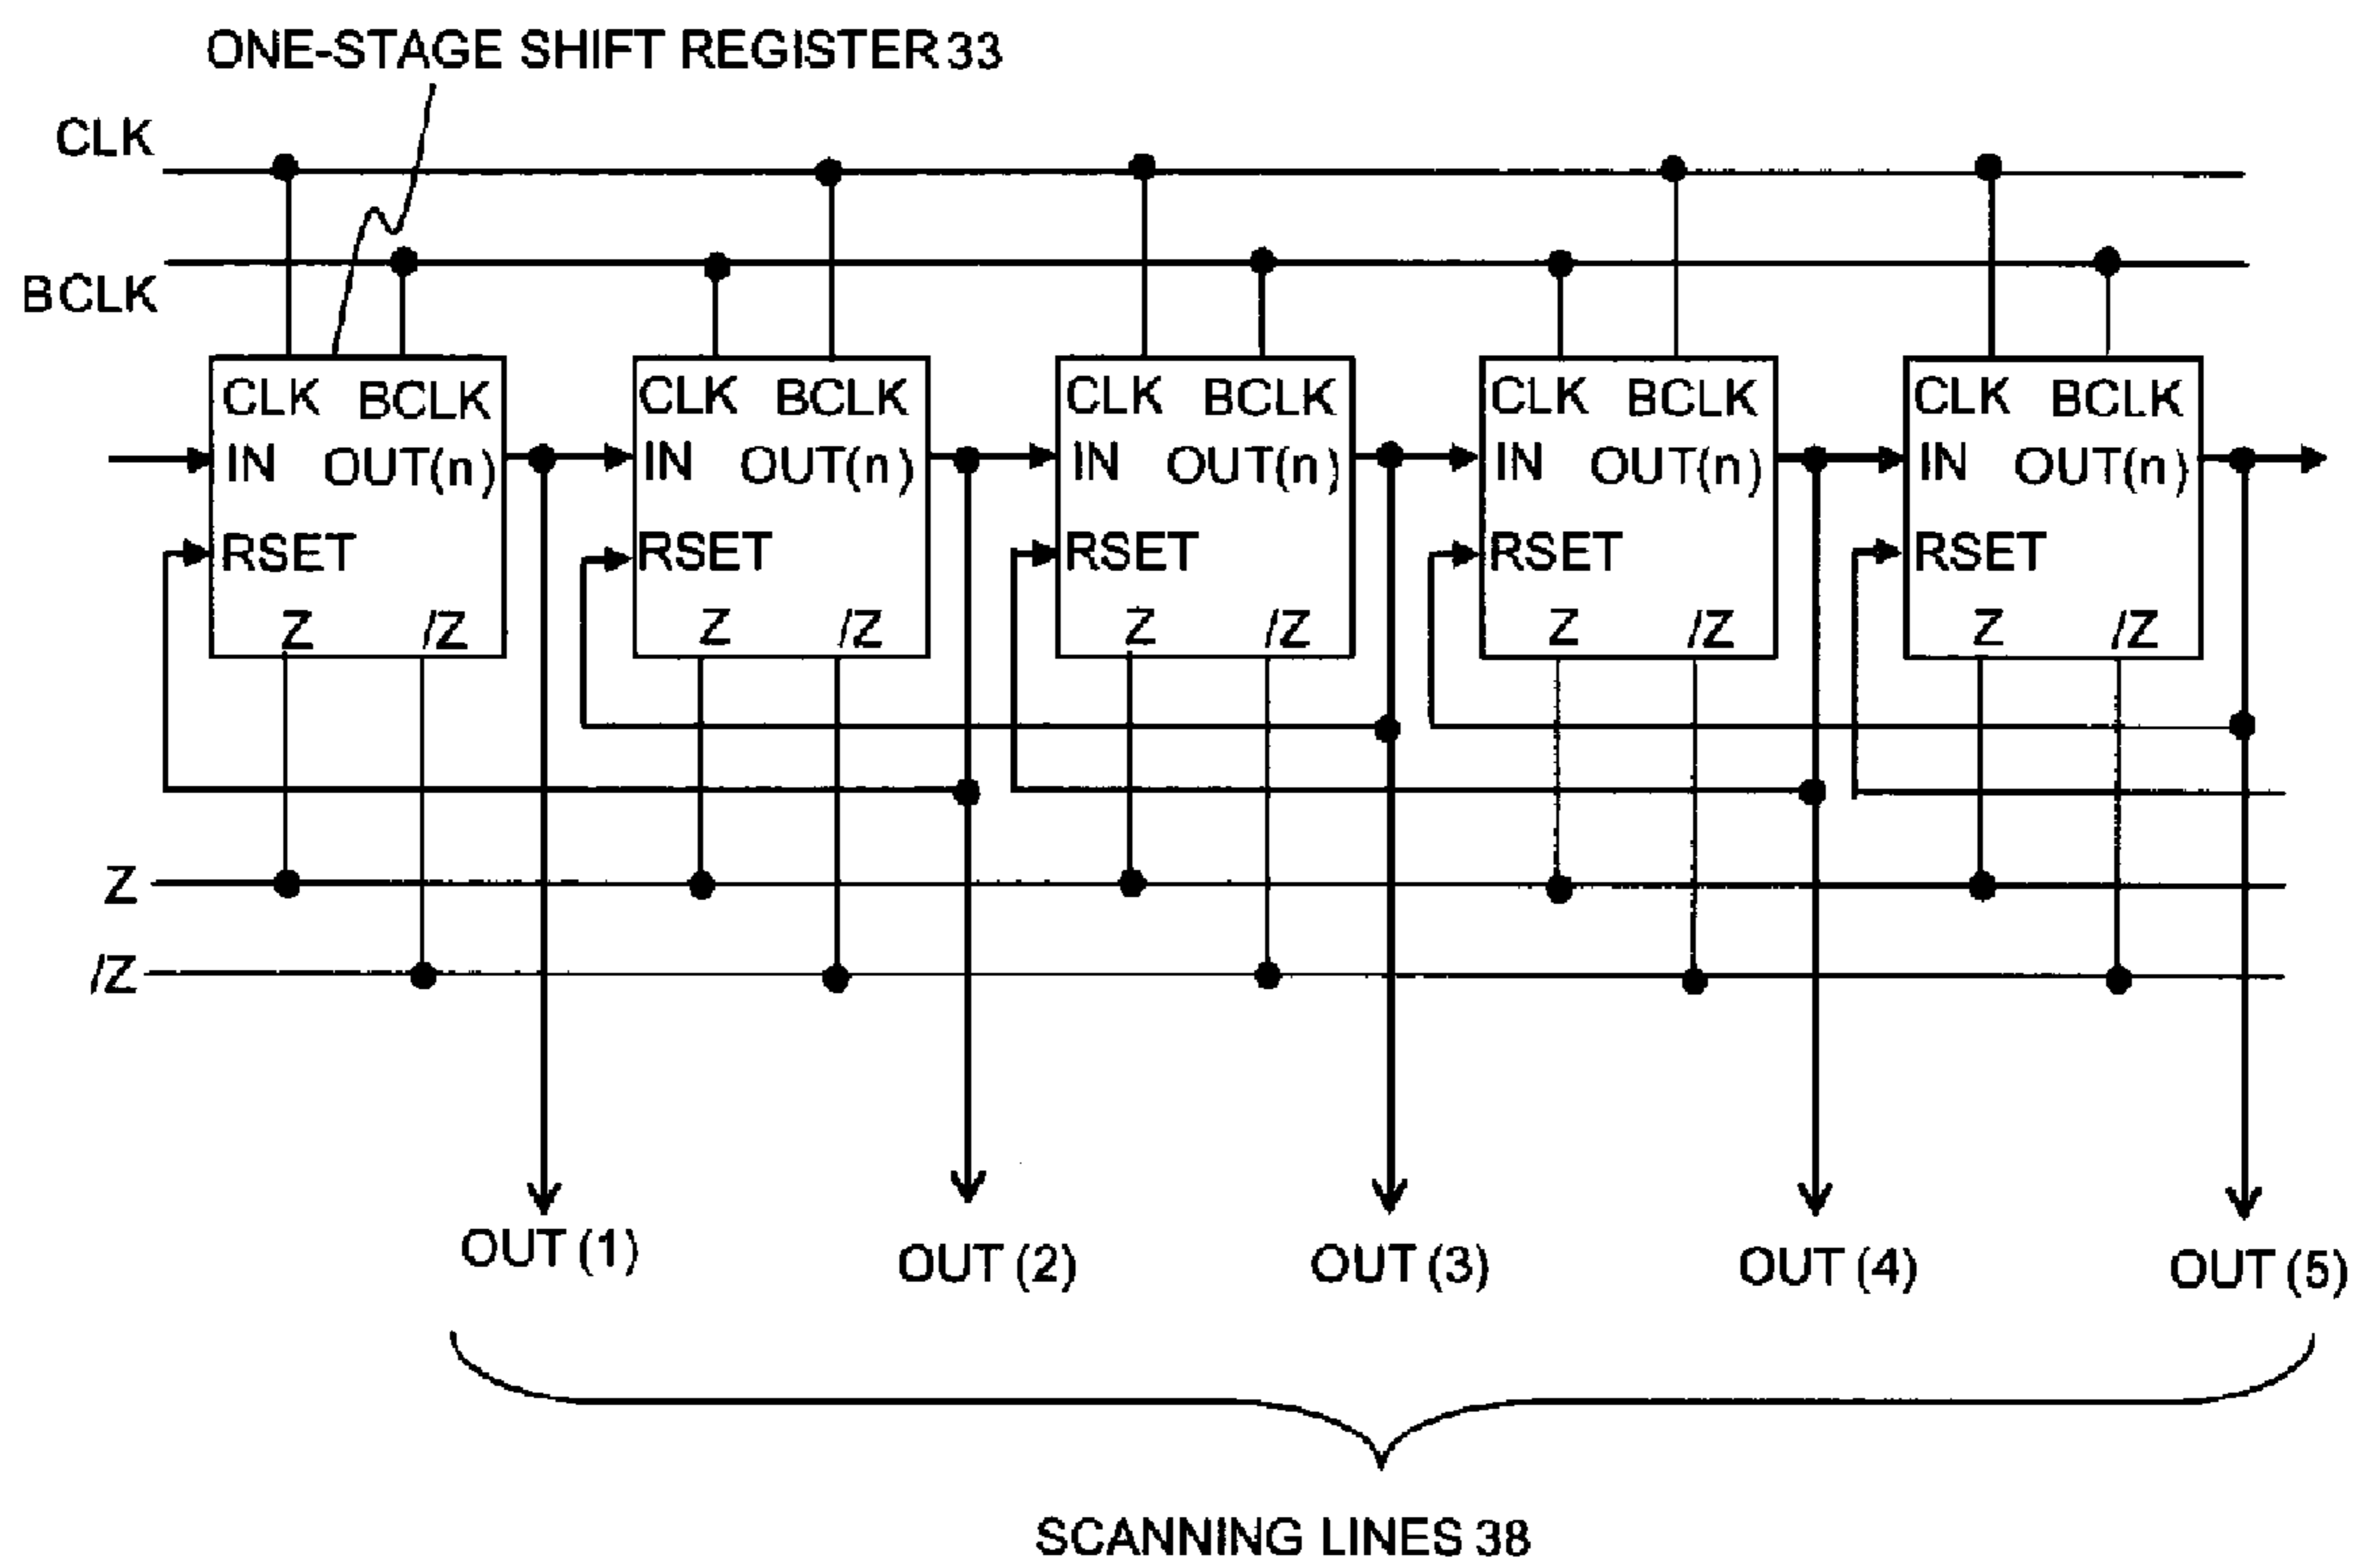 ONE-STAGE SHIFT REGISTER 33
CLK
BCLK
CLK BCLK CLK BCLK CLK BCLK CLK BCLK CLK BCLK
IN OUT(n) IN OUT(n) IN OUT(n) IN OUT(n) IN OUT(n)
RSET RSET RSET RSET RSET
Z /Z Z /Z Z /Z Z /Z Z /Z
Z
/Z
OUT (1) OUT (2) OUT (3) OUT (4) OUT (5)
SCANNING LINES 38